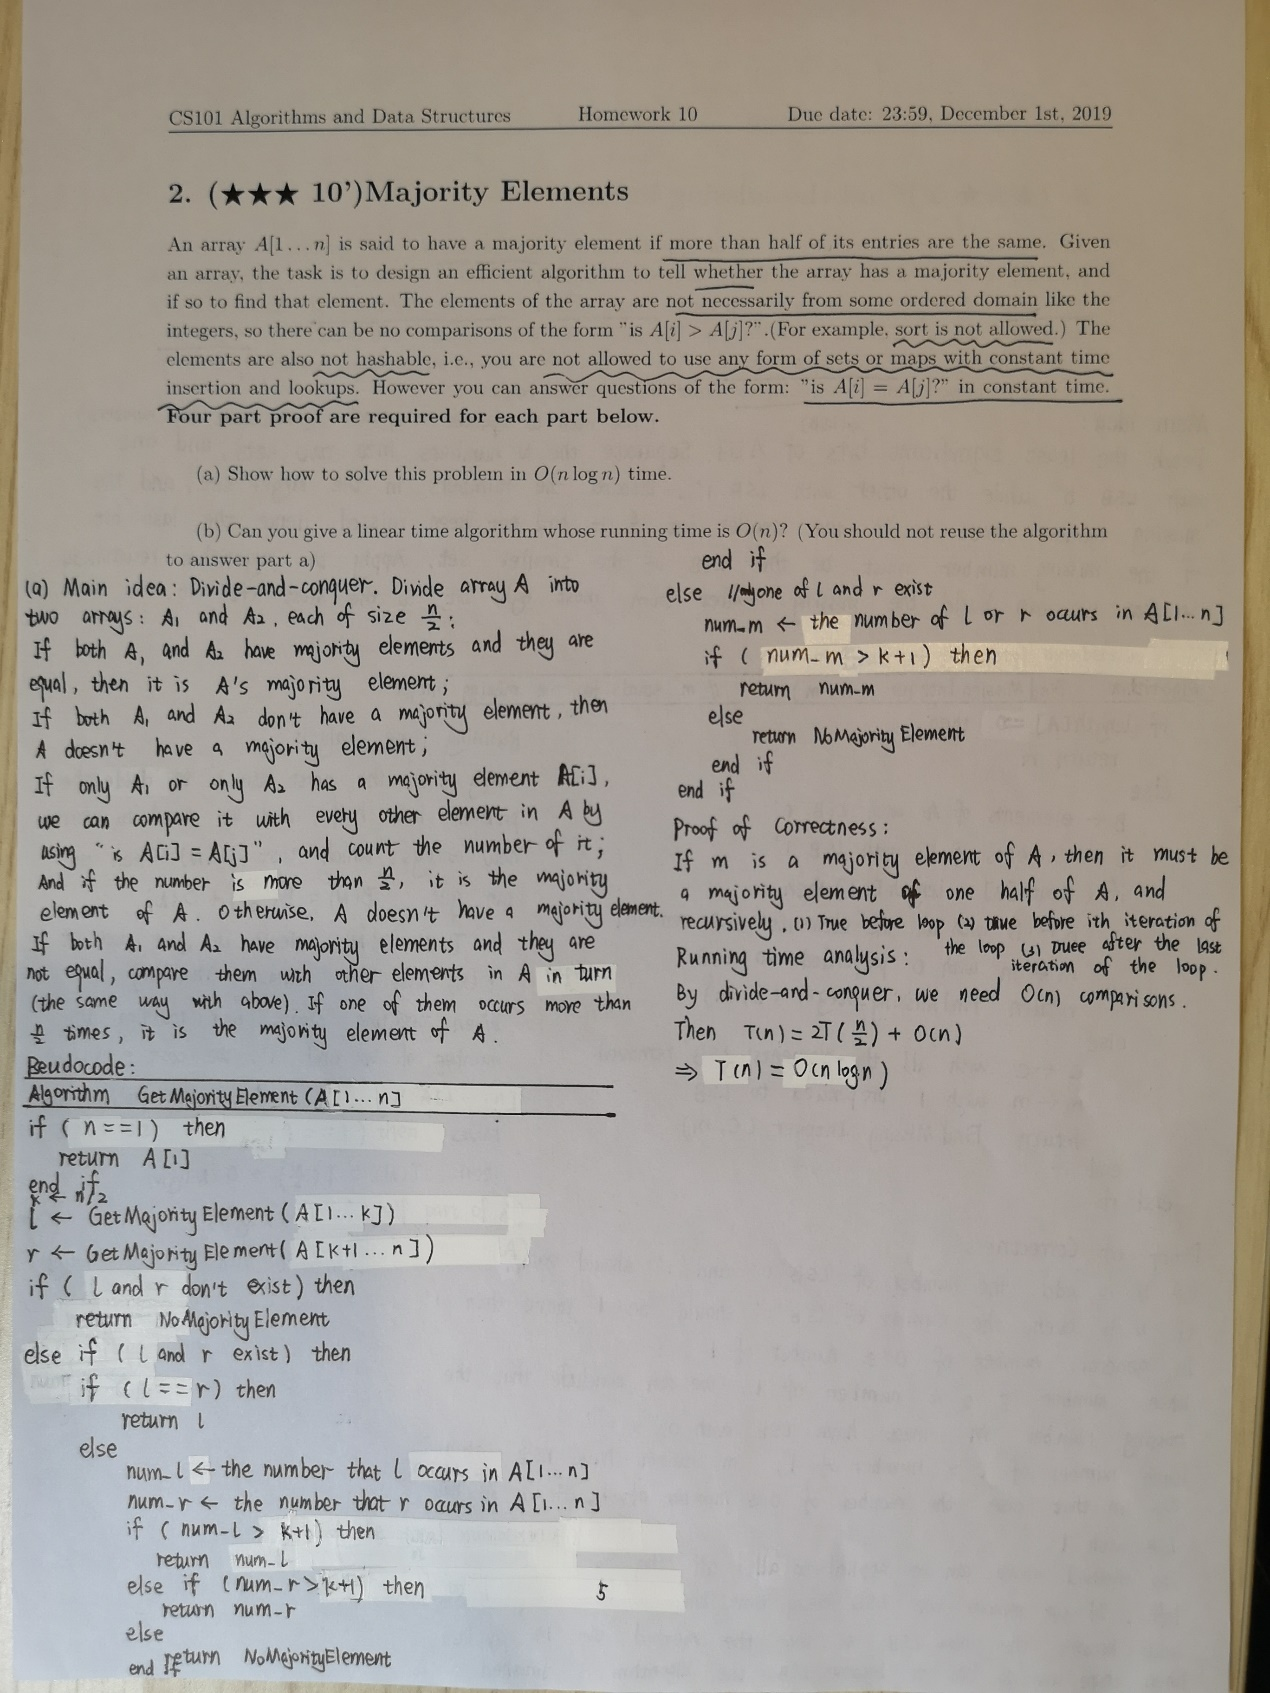 CS101 Algorithms and Data Structures Homework 10 Due date: 23:59, December 1st, 2019
2. (★★★ 10')Majority Elements
An array A[1 . . . n] is said to have a majority element if more than half of its entries are the same. Given
an array, the task is to design an efficient algorithm to tell whether the array has a majority element, and
if so to find that element. The elements of the array are not necessarily from some ordered domain like the
integers, so there can be no comparisons of the form "is A[i] > A[j]?".(For example, sort is not allowed.) The
elements are also not hashable, i.e., you are not allowed to use any form of sets or maps with constant time
insertion and lookups. However you can answer questions of the form: "is A[i] = A[j]?" in constant time.
Four part proof are required for each part below.
(a) Show how to solve this problem in O(n log n) time.
(b) Can you give a linear time algorithm whose running time is O(n)? (You should not reuse the algorithm
to answer part a)
(a) Main idea: Divide-and-conquer. Divide array A into
two arrays: A₁ and A₂, each of size n/2;
If both A₁ and A₂ have majority elements and they are
equal, then it is A's majority element;
If both A₁ and A₂ don't have a majority element, then
A doesn't have a majority element;
If only A₁ or only A₂ has a majority element A[i],
we can compare it with every other element in A by
using "is A[i] = A[j]", and count the number of it;
And if the number is more than n/2, it is the majority
element of A. Otherwise, A doesn't have a majority element.
If both A₁ and A₂ have majority elements and they are
not equal, compare them with other elements in A in turn
(the same way with above). If one of them occurs more than
n/2 times, it is the majority element of A.
Peudocode:
Algorithm GetMajorityElement (A[1...n]
if ( n==1 ) then
return A[1]
end if
k ← n/2
l ← GetMajorityElement (A[1... k])
r ← GetMajorityElement( A[k+1 ... n])
if ( l and r don't exist) then
return NoMajorityElement
else if ( l and r exist) then
if ( l == r) then
return l
else
num_l ← the number that l occurs in A[1...n]
num_r ← the number that r occurs in A[1...n]
if ( num_l > k+1) then
return num_l
else if (num_r > k+1) then
return num_r
else
return NoMajorityElement
end if
5
end if
else // one of l and r exist
num_m ← the number of l or r occurs in A[1...n]
if ( num_m > k+1) then
return num_m
else
return NoMajorityElement
end if
end if
Proof of Correctness:
If m is a majority element of A, then it must be
a majority element of one half of A, and
recursively. (1) True before loop (2) true before ith iteration of
the loop (3) truee after the last
iteration of the loop.
Running time analysis:
By divide-and-conquer, we need O(n) comparisons.
Then T(n) = 2T(n/2) + O(n)
⇒ T(n) = O(n logn)